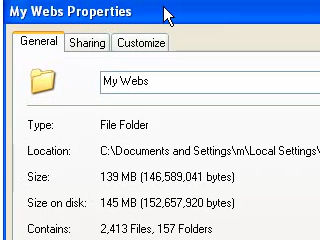 My Webs Properties
General Sharing Customize
My Webs
Type: File Folder
Location: C:\Documents and Settings\m\Local Settings\
Size: 139 MB (146,589,041 bytes)
Size on disk: 145 MB (152,657,920 bytes)
Contains: 2,413 Files, 157 Folders